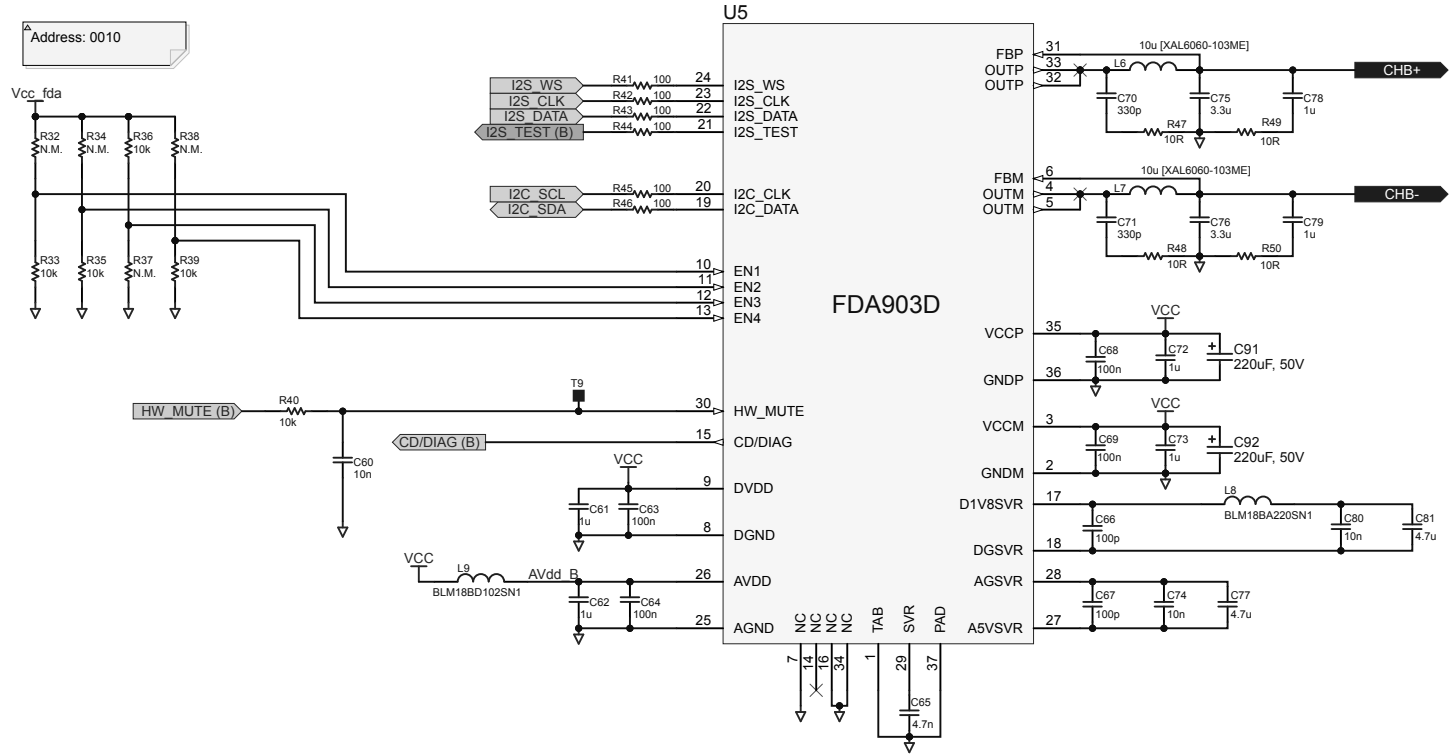 U5
Address: 0010
Vcc_fda
R32
N.M.
R34
N.M.
R36
10k
R38
N.M.
R33
10k
R35
10k
R37
N.M.
R39
10k
I2S_WS R41 100 24 I2S_WS
I2S_CLK R42 100 23 I2S_CLK
I2S_DATA R43 100 22 I2S_DATA
I2S_TEST (B) R44 100 21 I2S_TEST
I2C_SCL R45 100 20 I2C_CLK
I2C_SDA R46 100 19 I2C_DATA
10 EN1
11 EN2
12 EN3
13 EN4
HW_MUTE (B) R40 10k T9 30 HW_MUTE
C60
10n
CD/DIAG (B) 15 CD/DIAG
VCC
9 DVDD
C61
1u
C63
100n
8 DGND
VCC L9 AVdd_B 26 AVDD
BLM18BD102SN1
C62
1u
C64
100n
25 AGND
FDA903D
NC NC NC NC TAB SVR PAD
7 14 16 34 1 29 37
C65
4.7n
FBP 31
10u [XAL6060-103ME]
OUTP 33 L6 CHB+
OUTP 32
C70
330p
C75
3.3u
C78
1u
R47
10R
R49
10R
FBM 6
10u [XAL6060-103ME]
OUTM 4 L7 CHB-
OUTM 5
C71
330p
C76
3.3u
C79
1u
R48
10R
R50
10R
VCC
VCCP 35
C68
100n
C72
1u
+ C91
220uF, 50V
GNDP 36
VCC
VCCM 3
C69
100n
C73
1u
+ C92
220uF, 50V
GNDM 2
D1V8SVR 17 L8
BLM18BA220SN1
C66
100p
C80
10n
C81
4.7u
DGSVR 18
AGSVR 28
C67
100p
C74
10n
C77
4.7u
A5VSVR 27